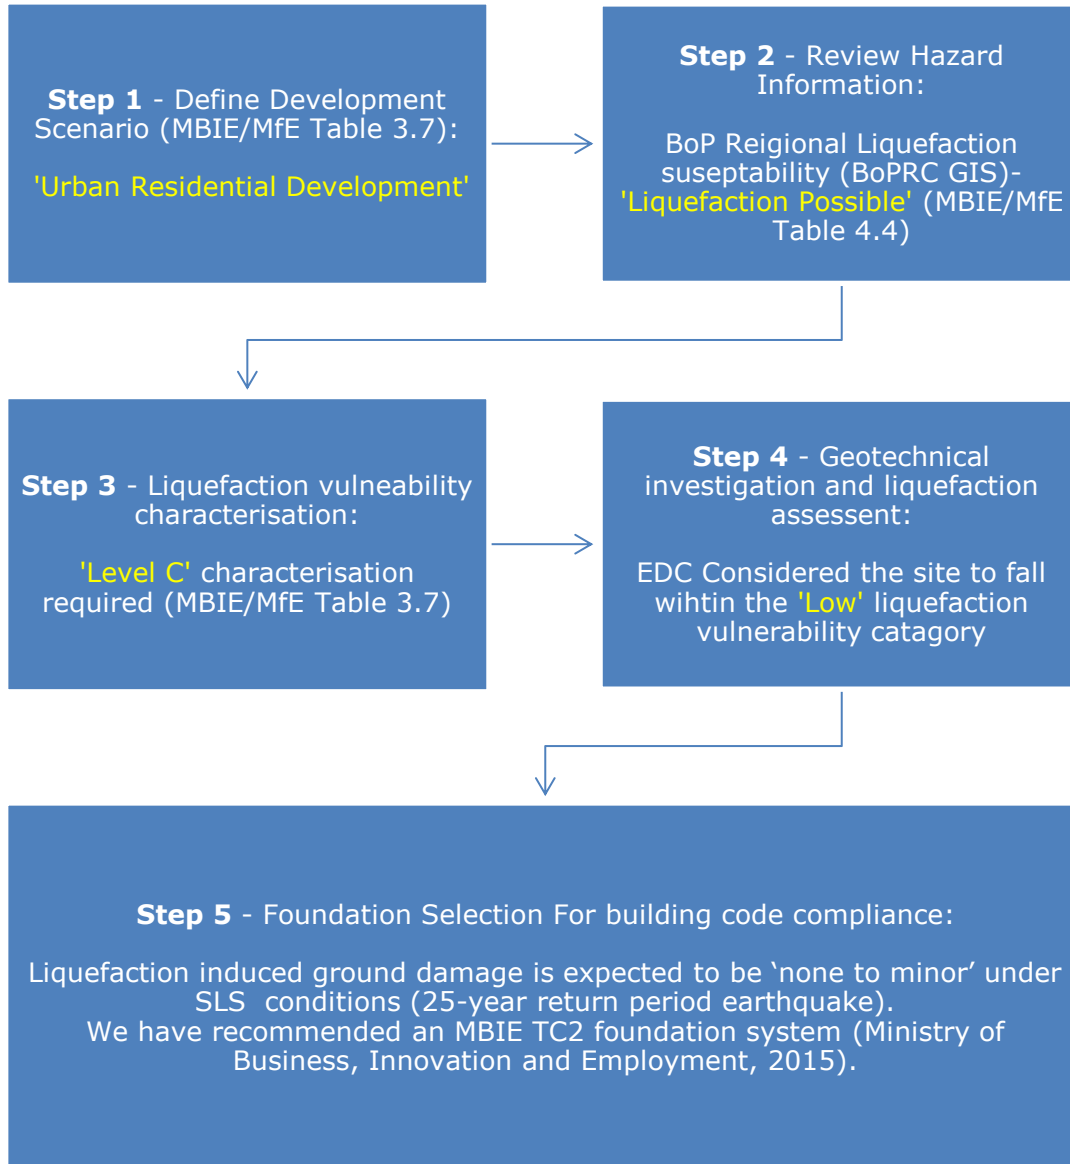 Step 1 - Define Development
Scenario (MBIE/MfE Table 3.7):
'Urban Residential Development'
Step 2 - Review Hazard
Information:
BoP Reigional Liquefaction
suseptability (BoPRC GIS)-
'Liquefaction Possible' (MBIE/MfE
Table 4.4)
Step 3 - Liquefaction vulneability
characterisation:
'Level C' characterisation
required (MBIE/MfE Table 3.7)
Step 4 - Geotechnical
investigation and liquefaction
assessent:
EDC Considered the site to fall
wihtin the 'Low' liquefaction
vulnerability catagory
Step 5 - Foundation Selection For building code compliance:
Liquefaction induced ground damage is expected to be ‘none to minor’ under
SLS conditions (25-year return period earthquake).
We have recommended an MBIE TC2 foundation system (Ministry of
Business, Innovation and Employment, 2015).